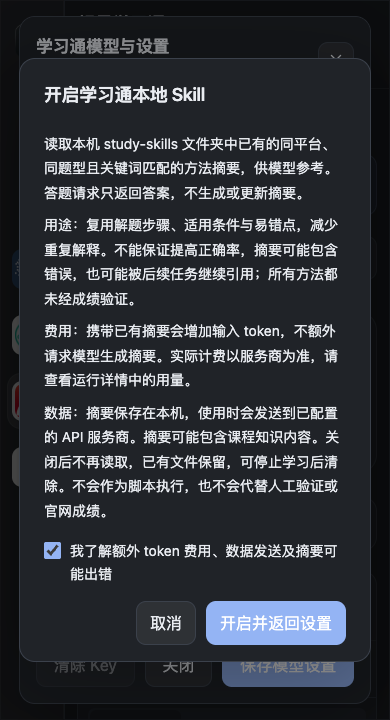 学习通模型与设置
开启学习通本地 Skill
读取本机 study-skills 文件夹中已有的同平台、
同题型且关键词匹配的方法摘要，供模型参考。
答题请求只返回答案，不生成或更新摘要。
用途：复用解题步骤、适用条件与易错点，减少
重复解释。不能保证提高正确率，摘要可能包含
错误，也可能被后续任务继续引用；所有方法都
未经成绩验证。
费用：携带已有摘要会增加输入 token，不额外
请求模型生成摘要。实际计费以服务商为准，请
查看运行详情中的用量。
数据：摘要保存在本机，使用时会发送到已配置
的 API 服务商。摘要可能包含课程知识内容。关
闭后不再读取，已有文件保留，可停止学习后清
除。不会作为脚本执行，也不会代替人工验证或
官网成绩。
我了解额外 token 费用、数据发送及摘要可
能出错
取消 开启并返回设置
清除 Key 关闭 保存模型设置